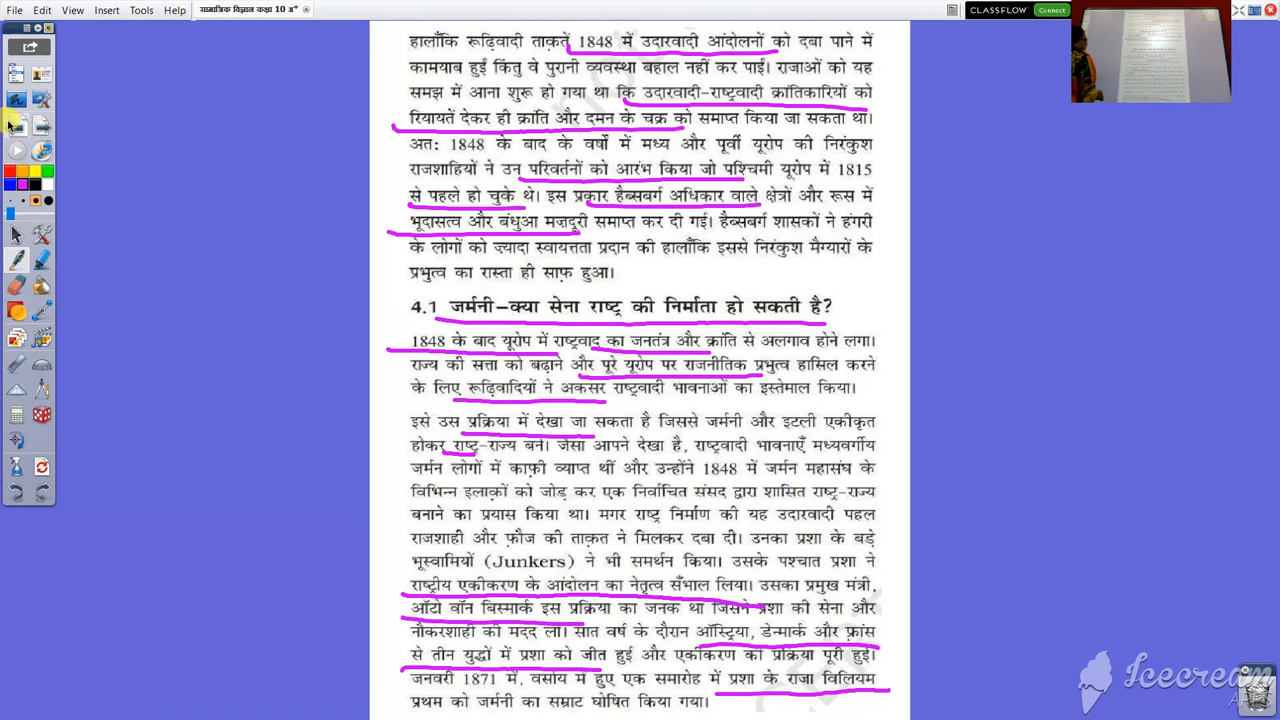 File Edit View Insert Tools Help
सामाजिक विज्ञान कक्षा 10
CLASSFLOW Connect
1848 में उदारवादी आंदोलनों को दबा पाने में
को यह
कि उदारवादी-राष्ट्रवादी क्रांतिकारियों को
रियायतें देकर ही क्रांति और दमन के चक्र को समाप्त किया जा सकता था।
अत: 1848 के बाद के वर्षों में मध्य और पूर्वी यूरोप की निरंकुश
राजशाहियों ने उन परिवर्तनों को आरंभ किया जो पश्चिमी यूरोप में 1815
से पहले हो चुके थे। इस प्रकार हैब्सबर्ग अधिकार वाले क्षेत्रों और रूस में
भूदासत्व और बंधुआ मज़दूरी समाप्त कर दी गई। हैब्सबर्ग शासकों ने हंगरी
के लोगों को ज़्यादा स्वायत्तता प्रदान की हालाँकि इससे निरंकुश मैग्यारों के
प्रभुत्व का रास्ता ही साफ़ हुआ।
4.1 जर्मनी–क्या सेना राष्ट्र की निर्माता हो सकती है?
1848 के बाद यूरोप में राष्ट्रवाद का जनतंत्र और क्रांति से अलगाव होने लगा।
राज्य की सत्ता को बढ़ाने और पूरे यूरोप पर राजनीतिक प्रभुत्व हासिल करने
के लिए रूढ़िवादियों ने अकसर राष्ट्रवादी भावनाओं का इस्तेमाल किया।
इसे उस प्रक्रिया में देखा जा सकता है जिससे जर्मनी और इटली एकीकृत
होकर राष्ट्र-राज्य बने। जैसा आपने देखा है, राष्ट्रवादी भावनाएँ मध्यवर्गीय
जर्मन लोगों में काफ़ी व्याप्त थीं और उन्होंने 1848 में जर्मन महासंघ के
विभिन्न इलाक़ों को जोड़ कर एक निर्वाचित संसद द्वारा शासित राष्ट्र-राज्य
बनाने का प्रयास किया था। मगर राष्ट्र निर्माण की यह उदारवादी पहल
राजशाही और फ़ौज की ताक़त ने मिलकर दबा दी। उनका प्रशा के बड़े
भूस्वामियों (Junkers) ने भी समर्थन किया। उसके पश्चात प्रशा ने
राष्ट्रीय एकीकरण के आंदोलन का नेतृत्व सँभाल लिया। उसका प्रमुख मंत्री,
ऑटो वॉन बिस्मार्क इस प्रक्रिया का जनक था जिसने प्रशा की सेना और
नौकरशाही की मदद ली। सात वर्ष के दौरान ऑस्ट्रिया, डेन्मार्क और फ़्रांस
से तीन युद्धों में प्रशा को जीत हुई और एकीकरण की प्रक्रिया पूरी हुई।
जनवरी 1871 में, वर्साय में हुए एक समारोह में प्रशा के राजा विलियम
प्रथम को जर्मनी का सम्राट घोषित किया गया।
Icecream